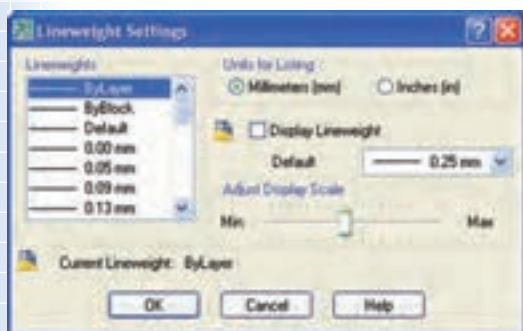 Lineweight Settings
Lineweights
ByLayer
ByBlock
Default
0.00 mm
0.05 mm
0.09 mm
0.13 mm
Units for Listing
Millimeters (mm) Inches (in)
Display Lineweight
Default 0.25 mm
Adjust Display Scale
Min Max
Current Lineweight: ByLayer
OK Cancel Help